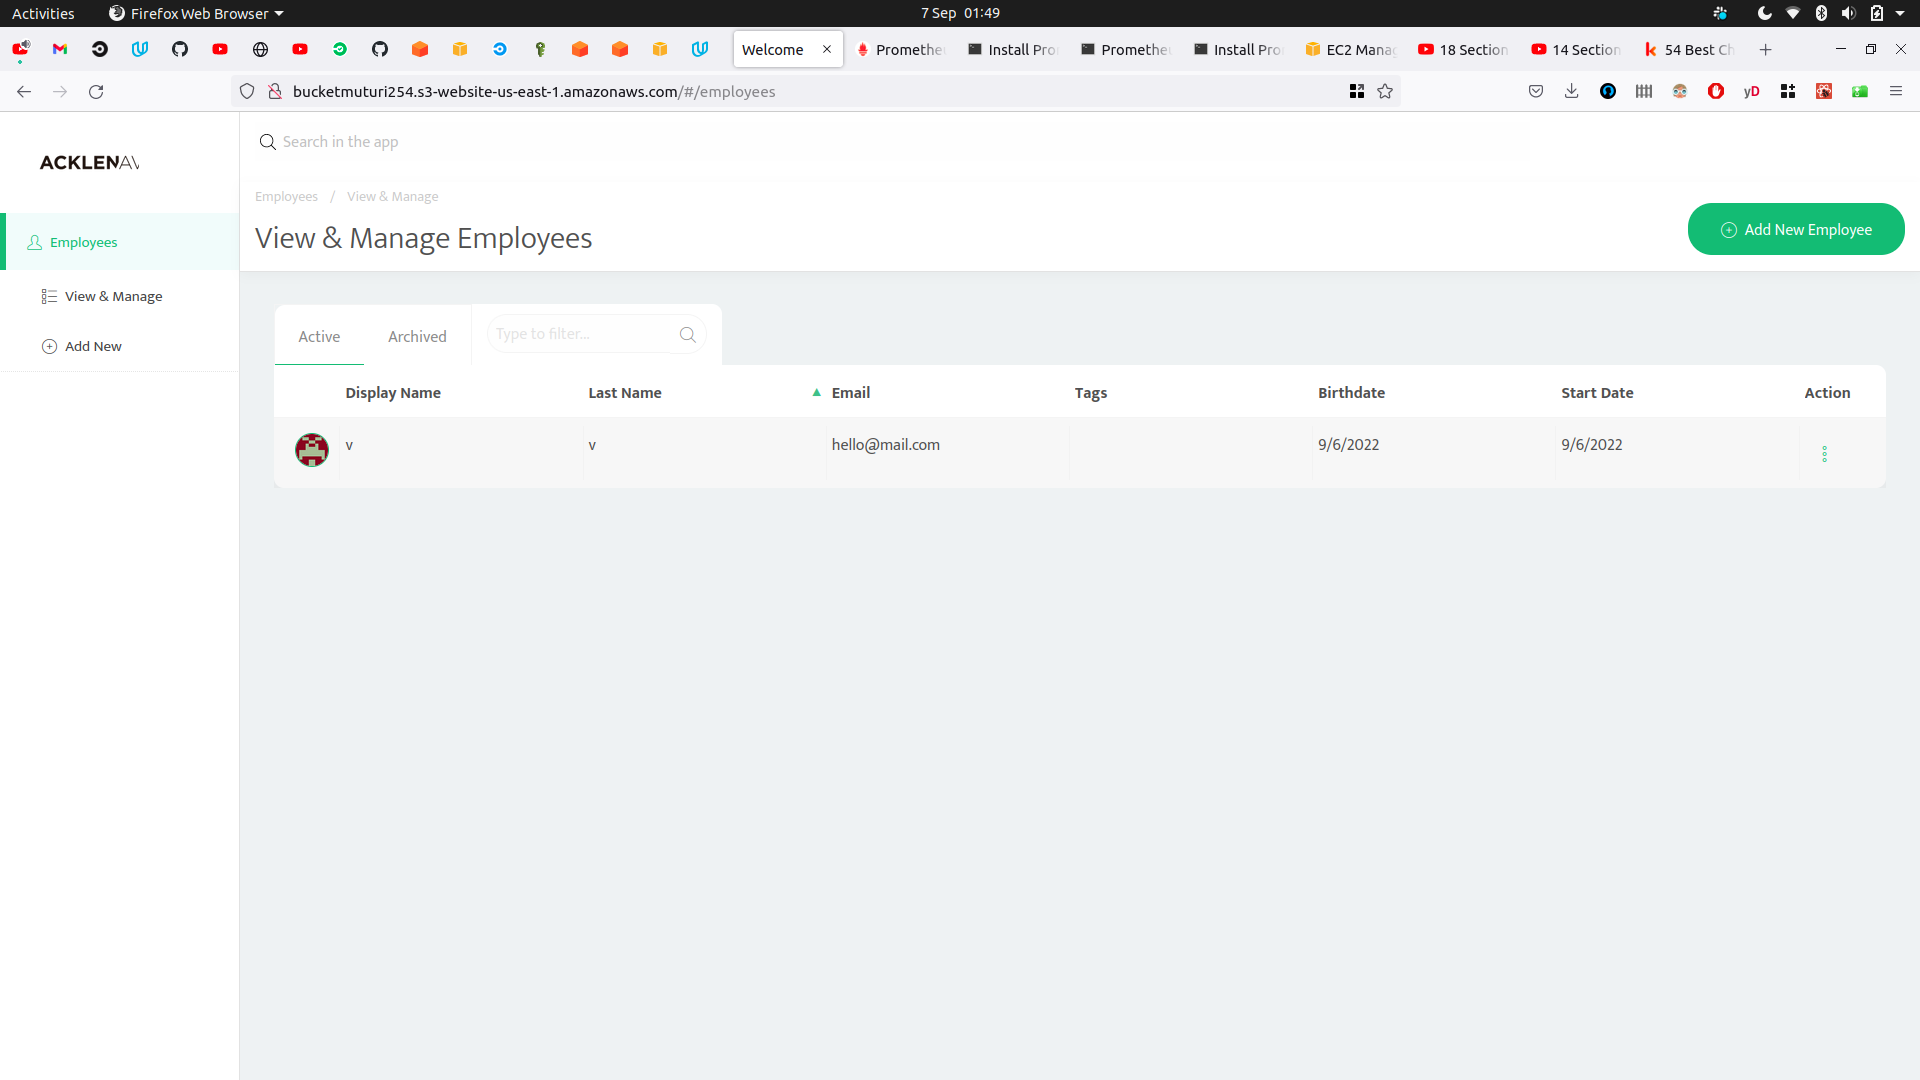 Activities Firefox Web Browser 7 Sep 01:49
Welcome Promethe Install Pro Promethe Install Pro EC2 Manag 18 Section 14 Section 54 Best Ch
bucketmuturi254.s3-website-us-east-1.amazonaws.com/#/employees yD
ACKLENAV
Search in the app
Employees / View & Manage
View & Manage Employees
Add New Employee
Employees
View & Manage
Add New
Active Archived Type to filter...
Display Name Last Name Email Tags Birthdate Start Date Action
v v hello@mail.com 9/6/2022 9/6/2022